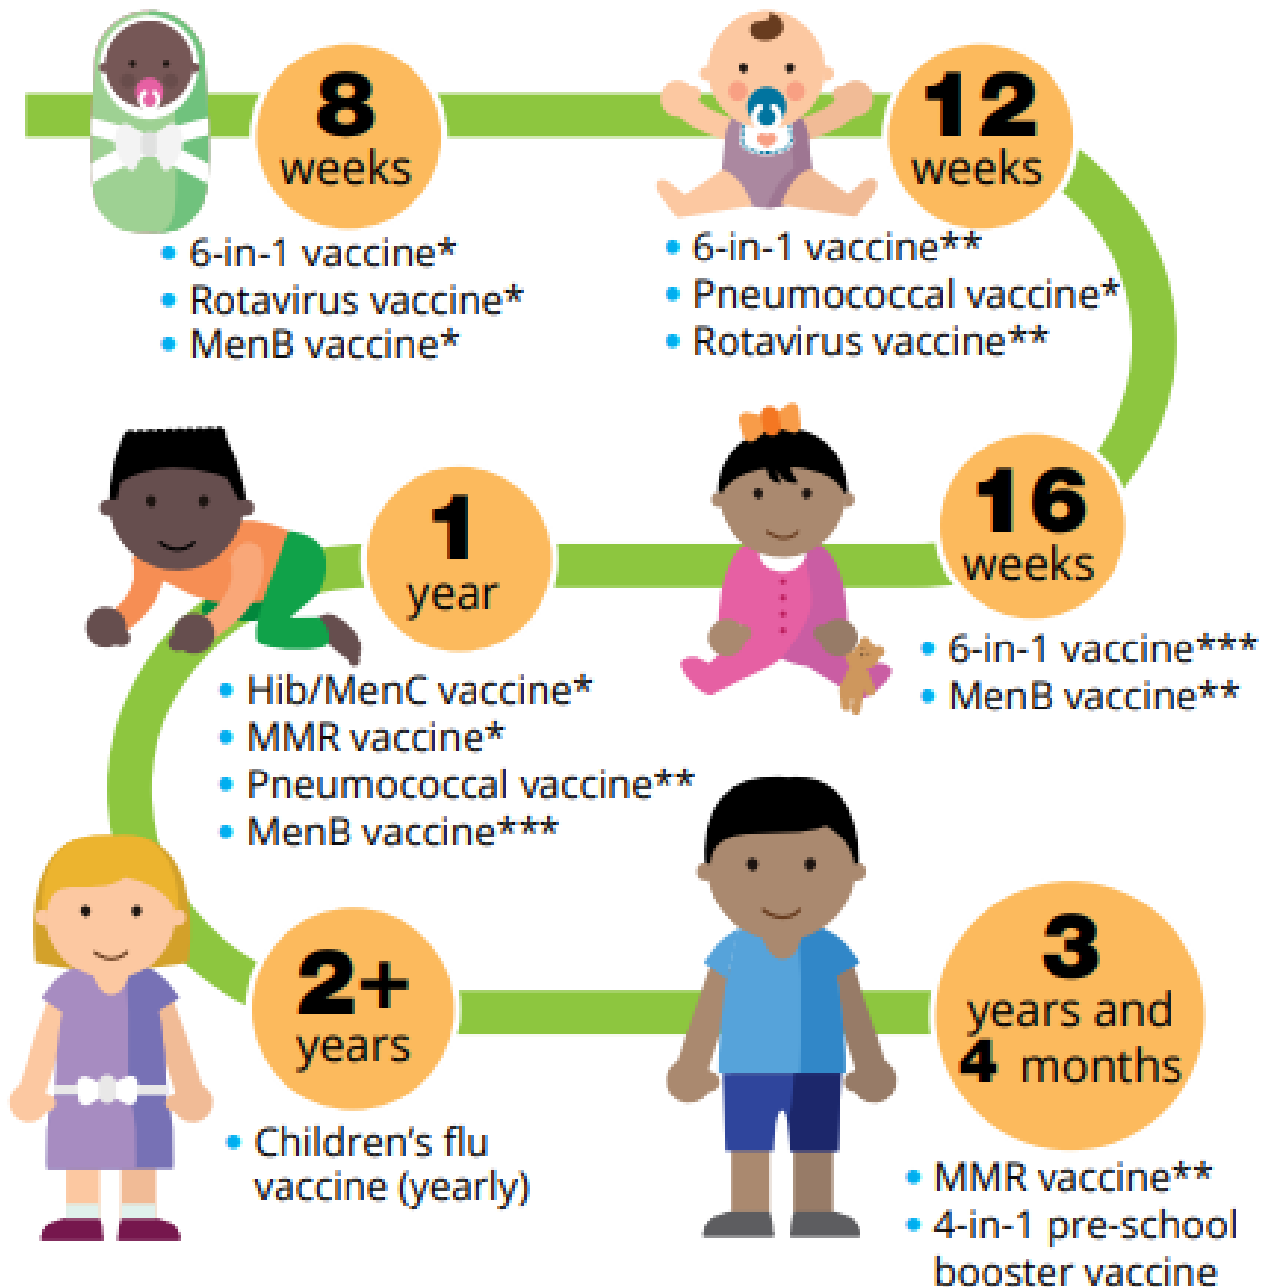 8
weeks
• 6-in-1 vaccine*
• Rotavirus vaccine*
• MenB vaccine*
12
weeks
• 6-in-1 vaccine**
• Pneumococcal vaccine*
• Rotavirus vaccine**
16
weeks
• 6-in-1 vaccine***
• MenB vaccine**
1
year
• Hib/MenC vaccine*
• MMR vaccine*
• Pneumococcal vaccine**
• MenB vaccine***
2+
years
• Children's flu
vaccine (yearly)
3
years and
4 months
• MMR vaccine**
• 4-in-1 pre-school
booster vaccine